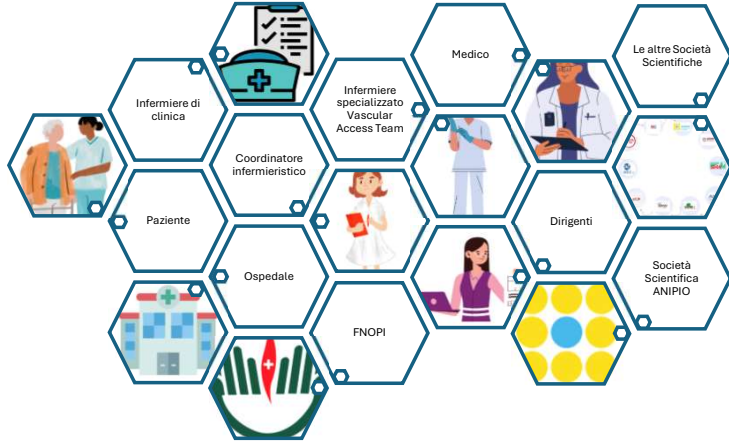 Medico
Le altre Società
Scientifiche
Infermiere di
clinica
Infermiere
specializzato
Vascular
Access Team
Coordinatore
infermieristico
Paziente
Dirigenti
Ospedale
Società
Scientifica
ANIPIO
FNOPI